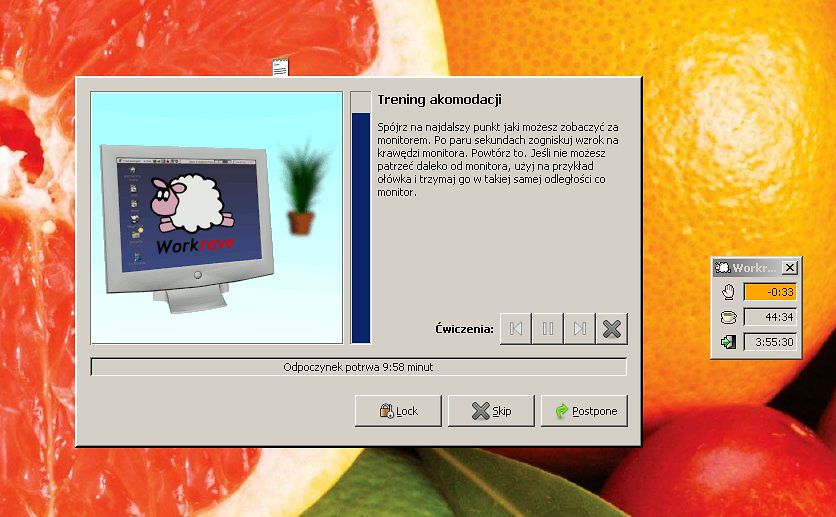 Trening akomodacji
Spójrz na najdalszy punkt jaki możesz zobaczyć za
monitorem. Po paru sekundach zogniskuj wzrok na
krawędzi monitora. Powtórz to. Jeśli nie możesz
patrzeć daleko od monitora, użyj na przykład
ołówka i trzymaj go w takiej samej odległości co
monitor.
Workrave
Ćwiczenia:
Odpoczynek potrwa 9:58 minut
Lock
Skip
Postpone
Workr...
-0:33
44:34
3:55:30